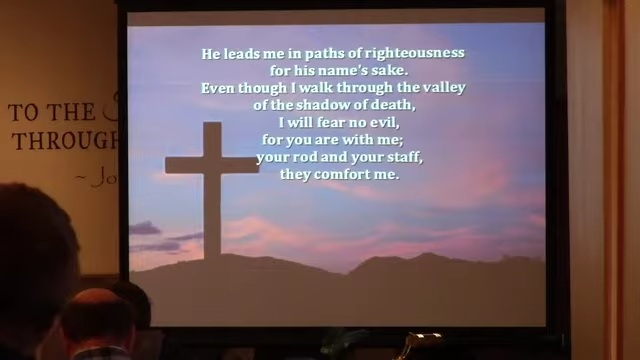 He leads me in paths of righteousness
for his name's sake.
Even though I walk through the valley
of the shadow of death,
I will fear no evil,
for you are with me;
your rod and your staff,
they comfort me.
TO THE
THROUGH
~ Jo